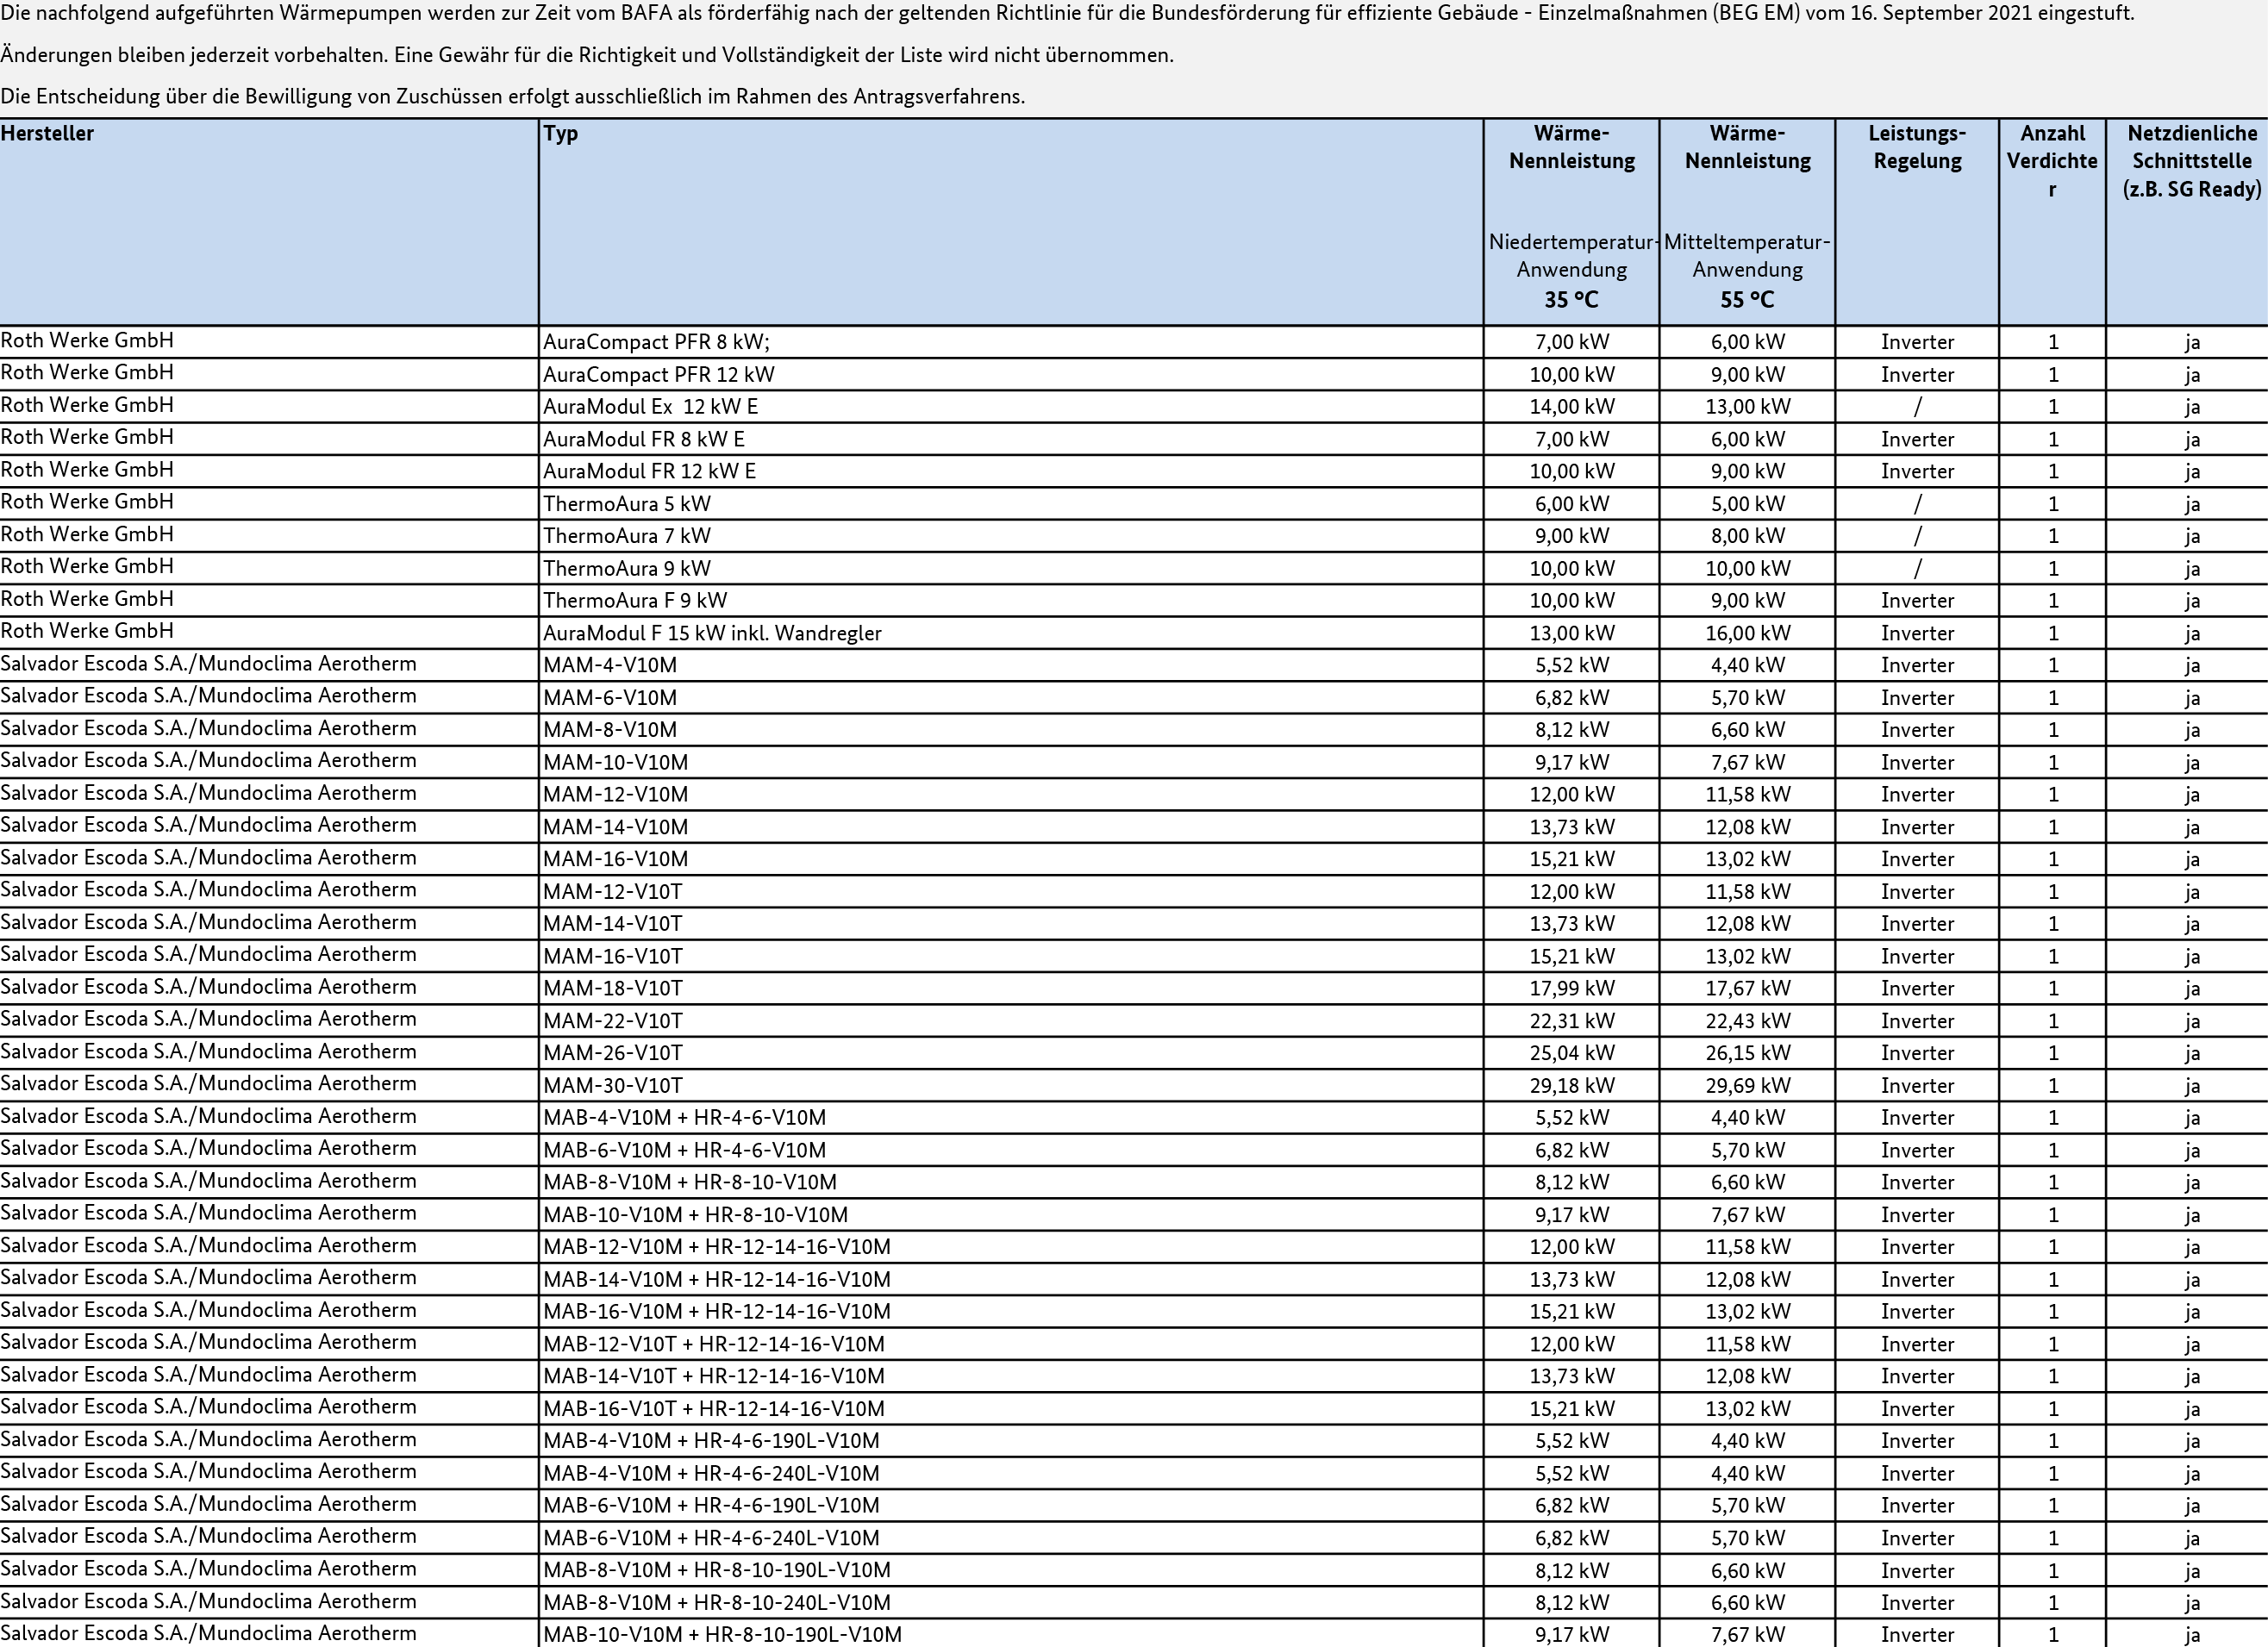 Die nachfolgend aufgeführten Wärmepumpen werden zur Zeit vom BAFA als förderfähig nach der geltenden Richtlinie für die Bundesförderung für effiziente Gebäude - Einzelmaßnahmen (BEG EM) vom 16. September 2021 eingestuft.
Änderungen bleiben jederzeit vorbehalten. Eine Gewähr für die Richtigkeit und Vollständigkeit der Liste wird nicht übernommen.
Die Entscheidung über die Bewilligung von Zuschüssen erfolgt ausschließlich im Rahmen des Antragsverfahrens.
Hersteller Typ Wärme- Wärme- Leistungs- Anzahl Netzdienliche
Nennleistung Nennleistung Regelung Verdichte Schnittstelle
r (z.B. SG Ready)
Niedertemperatur- Mitteltemperatur-
Anwendung Anwendung
35 °C 55 °C
Roth Werke GmbH AuraCompact PFR 8 kW; 7,00 kW 6,00 kW Inverter 1 ja
Roth Werke GmbH AuraCompact PFR 12 kW 10,00 kW 9,00 kW Inverter 1 ja
Roth Werke GmbH AuraModul Ex  12 kW E 14,00 kW 13,00 kW / 1 ja
Roth Werke GmbH AuraModul FR 8 kW E 7,00 kW 6,00 kW Inverter 1 ja
Roth Werke GmbH AuraModul FR 12 kW E 10,00 kW 9,00 kW Inverter 1 ja
Roth Werke GmbH ThermoAura 5 kW 6,00 kW 5,00 kW / 1 ja
Roth Werke GmbH ThermoAura 7 kW 9,00 kW 8,00 kW / 1 ja
Roth Werke GmbH ThermoAura 9 kW 10,00 kW 10,00 kW / 1 ja
Roth Werke GmbH ThermoAura F 9 kW 10,00 kW 9,00 kW Inverter 1 ja
Roth Werke GmbH AuraModul F 15 kW inkl. Wandregler 13,00 kW 16,00 kW Inverter 1 ja
Salvador Escoda S.A./Mundoclima Aerotherm MAM-4-V10M 5,52 kW 4,40 kW Inverter 1 ja
Salvador Escoda S.A./Mundoclima Aerotherm MAM-6-V10M 6,82 kW 5,70 kW Inverter 1 ja
Salvador Escoda S.A./Mundoclima Aerotherm MAM-8-V10M 8,12 kW 6,60 kW Inverter 1 ja
Salvador Escoda S.A./Mundoclima Aerotherm MAM-10-V10M 9,17 kW 7,67 kW Inverter 1 ja
Salvador Escoda S.A./Mundoclima Aerotherm MAM-12-V10M 12,00 kW 11,58 kW Inverter 1 ja
Salvador Escoda S.A./Mundoclima Aerotherm MAM-14-V10M 13,73 kW 12,08 kW Inverter 1 ja
Salvador Escoda S.A./Mundoclima Aerotherm MAM-16-V10M 15,21 kW 13,02 kW Inverter 1 ja
Salvador Escoda S.A./Mundoclima Aerotherm MAM-12-V10T 12,00 kW 11,58 kW Inverter 1 ja
Salvador Escoda S.A./Mundoclima Aerotherm MAM-14-V10T 13,73 kW 12,08 kW Inverter 1 ja
Salvador Escoda S.A./Mundoclima Aerotherm MAM-16-V10T 15,21 kW 13,02 kW Inverter 1 ja
Salvador Escoda S.A./Mundoclima Aerotherm MAM-18-V10T 17,99 kW 17,67 kW Inverter 1 ja
Salvador Escoda S.A./Mundoclima Aerotherm MAM-22-V10T 22,31 kW 22,43 kW Inverter 1 ja
Salvador Escoda S.A./Mundoclima Aerotherm MAM-26-V10T 25,04 kW 26,15 kW Inverter 1 ja
Salvador Escoda S.A./Mundoclima Aerotherm MAM-30-V10T 29,18 kW 29,69 kW Inverter 1 ja
Salvador Escoda S.A./Mundoclima Aerotherm MAB-4-V10M + HR-4-6-V10M 5,52 kW 4,40 kW Inverter 1 ja
Salvador Escoda S.A./Mundoclima Aerotherm MAB-6-V10M + HR-4-6-V10M 6,82 kW 5,70 kW Inverter 1 ja
Salvador Escoda S.A./Mundoclima Aerotherm MAB-8-V10M + HR-8-10-V10M 8,12 kW 6,60 kW Inverter 1 ja
Salvador Escoda S.A./Mundoclima Aerotherm MAB-10-V10M + HR-8-10-V10M 9,17 kW 7,67 kW Inverter 1 ja
Salvador Escoda S.A./Mundoclima Aerotherm MAB-12-V10M + HR-12-14-16-V10M 12,00 kW 11,58 kW Inverter 1 ja
Salvador Escoda S.A./Mundoclima Aerotherm MAB-14-V10M + HR-12-14-16-V10M 13,73 kW 12,08 kW Inverter 1 ja
Salvador Escoda S.A./Mundoclima Aerotherm MAB-16-V10M + HR-12-14-16-V10M 15,21 kW 13,02 kW Inverter 1 ja
Salvador Escoda S.A./Mundoclima Aerotherm MAB-12-V10T + HR-12-14-16-V10M 12,00 kW 11,58 kW Inverter 1 ja
Salvador Escoda S.A./Mundoclima Aerotherm MAB-14-V10T + HR-12-14-16-V10M 13,73 kW 12,08 kW Inverter 1 ja
Salvador Escoda S.A./Mundoclima Aerotherm MAB-16-V10T + HR-12-14-16-V10M 15,21 kW 13,02 kW Inverter 1 ja
Salvador Escoda S.A./Mundoclima Aerotherm MAB-4-V10M + HR-4-6-190L-V10M 5,52 kW 4,40 kW Inverter 1 ja
Salvador Escoda S.A./Mundoclima Aerotherm MAB-4-V10M + HR-4-6-240L-V10M 5,52 kW 4,40 kW Inverter 1 ja
Salvador Escoda S.A./Mundoclima Aerotherm MAB-6-V10M + HR-4-6-190L-V10M 6,82 kW 5,70 kW Inverter 1 ja
Salvador Escoda S.A./Mundoclima Aerotherm MAB-6-V10M + HR-4-6-240L-V10M 6,82 kW 5,70 kW Inverter 1 ja
Salvador Escoda S.A./Mundoclima Aerotherm MAB-8-V10M + HR-8-10-190L-V10M 8,12 kW 6,60 kW Inverter 1 ja
Salvador Escoda S.A./Mundoclima Aerotherm MAB-8-V10M + HR-8-10-240L-V10M 8,12 kW 6,60 kW Inverter 1 ja
Salvador Escoda S.A./Mundoclima Aerotherm MAB-10-V10M + HR-8-10-190L-V10M 9,17 kW 7,67 kW Inverter 1 ja